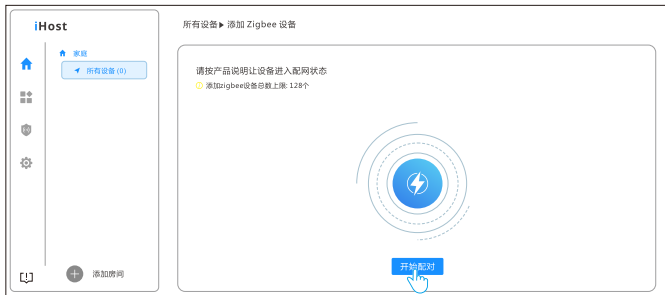 iHost
所有设备▶ 添加 Zigbee 设备
家庭
所有设备 (0)
请按产品说明让设备进入配网状态
添加zigbee设备总数上限: 128个
开始配对
添加房间